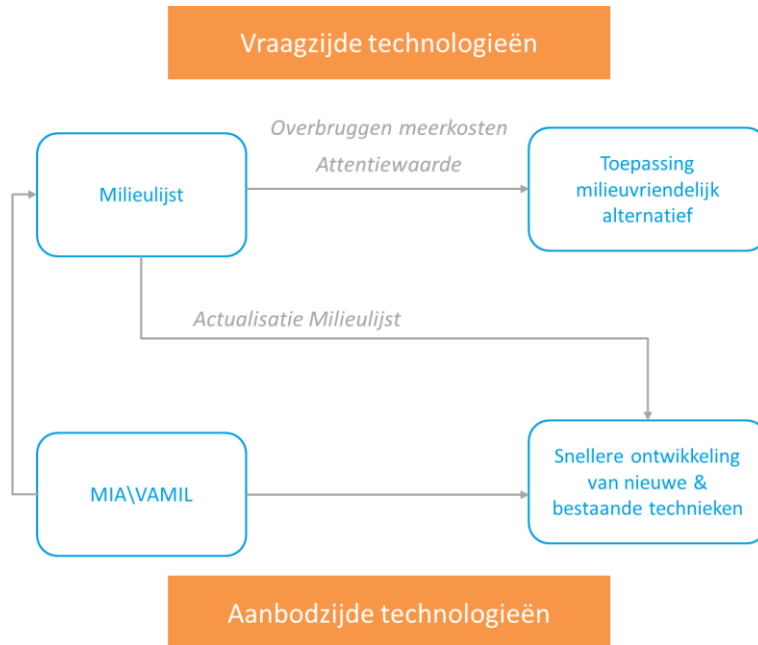 Vraagzijde technologieën
Overbruggen meerkosten
Attentiewaarde
Milieulijst
Toepassing
milieuvriendelijk
alternatief
Actualisatie Milieulijst
MIA\VAMIL
Snellere ontwikkeling
van nieuwe &
bestaande technieken
Aanbodzijde technologieën